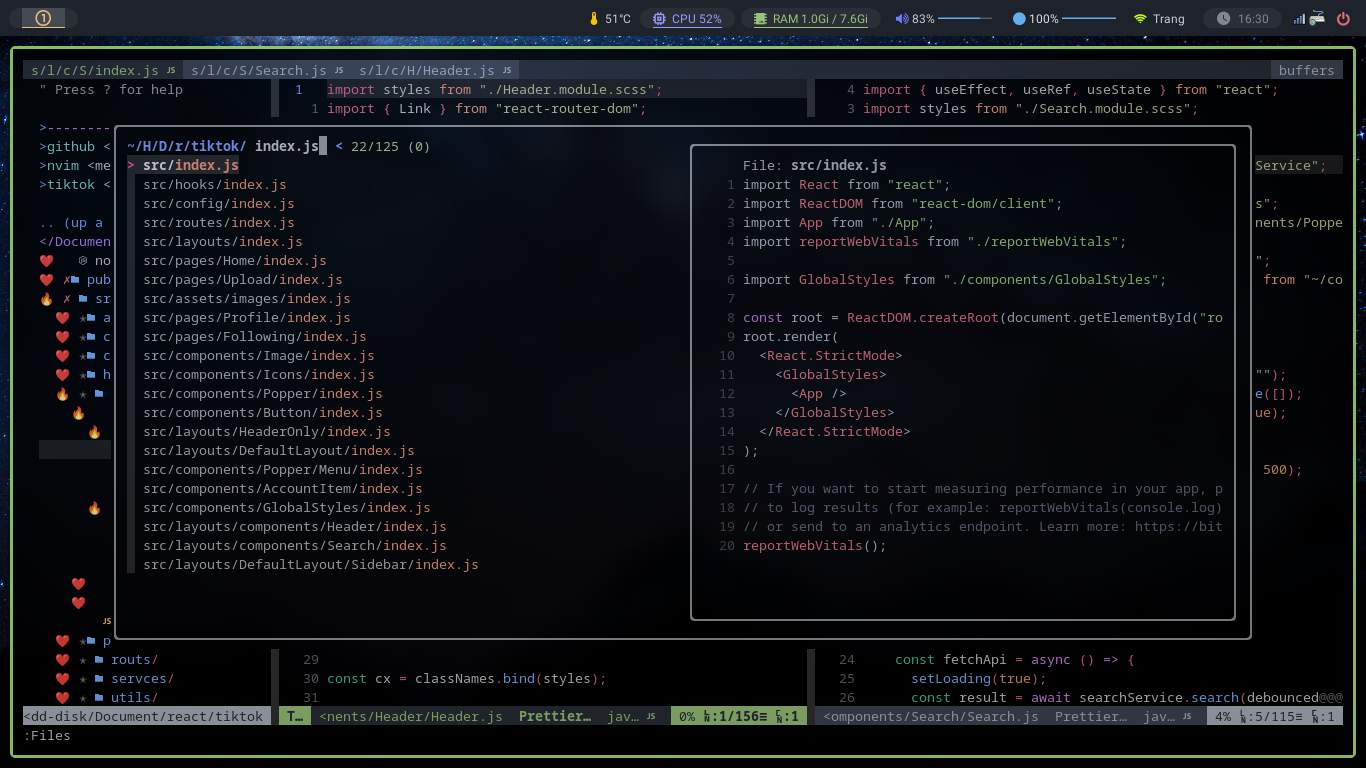 1 51°C CPU 52% RAM 1.0Gi / 7.6Gi 83% 100% Trang 16:30
s/l/c/S/index.js JS s/l/c/S/Search.js JS s/l/c/H/Header.js JS buffers
" Press ? for help
>--------
>github <
>nvim <me
>tiktok <
.. (up a
</Documen
no
✗ pub
✗ sr
a
c
c
h
JS
p
routs/
servces/
utils/
1 import styles from "./Header.module.scss";
1 import { Link } from "react-router-dom";
4 import { useEffect, useRef, useState } from "react";
3 import styles from "./Search.module.scss";
~/H/D/r/tiktok/ index.js < 22/125 (0)
> src/index.js
src/hooks/index.js
src/config/index.js
src/routes/index.js
src/layouts/index.js
src/pages/Home/index.js
src/pages/Upload/index.js
src/assets/images/index.js
src/pages/Profile/index.js
src/pages/Following/index.js
src/components/Image/index.js
src/components/Icons/index.js
src/components/Popper/index.js
src/components/Button/index.js
src/layouts/HeaderOnly/index.js
src/layouts/DefaultLayout/index.js
src/components/Popper/Menu/index.js
src/components/AccountItem/index.js
src/components/GlobalStyles/index.js
src/layouts/components/Header/index.js
src/layouts/components/Search/index.js
src/layouts/DefaultLayout/Sidebar/index.js
File: src/index.js
1 import React from "react";
2 import ReactDOM from "react-dom/client";
3 import App from "./App";
4 import reportWebVitals from "./reportWebVitals";
5
6 import GlobalStyles from "./components/GlobalStyles";
7
8 const root = ReactDOM.createRoot(document.getElementById("ro
9 root.render(
10 <React.StrictMode>
11 <GlobalStyles>
12 <App />
13 </GlobalStyles>
14 </React.StrictMode>
15 );
16
17 // If you want to start measuring performance in your app, p
18 // to log results (for example: reportWebVitals(console.log)
19 // or send to an analytics endpoint. Learn more: https://bit
20 reportWebVitals();
Service";
s";
nents/Poppe
";
from "~/co
"");
e([]);
ue);
500);
29
30 const cx = classNames.bind(styles);
31
24 const fetchApi = async () => {
25 setLoading(true);
26 const result = await searchService.search(debounced@@@
<dd-disk/Document/react/tiktok T… <nents/Header/Header.js Prettier… jav… JS 0% LN:1/156≡ CN:1 <omponents/Search/Search.js Prettier… jav… JS 4% LN:5/115≡ CN:1
:Files